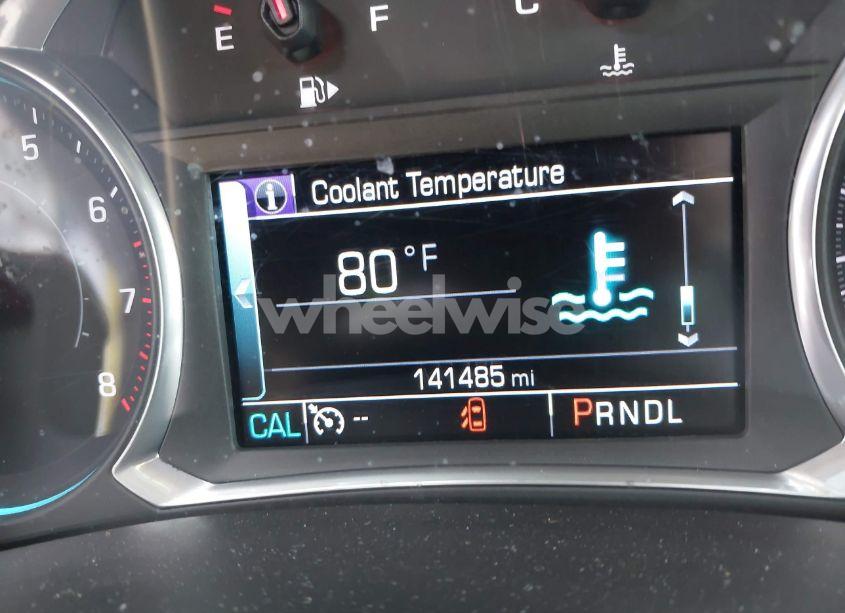 E F C
5
6
7
8
Coolant Temperature
80 °F
wheelwise
141485 mi
CAL -- PRNDL